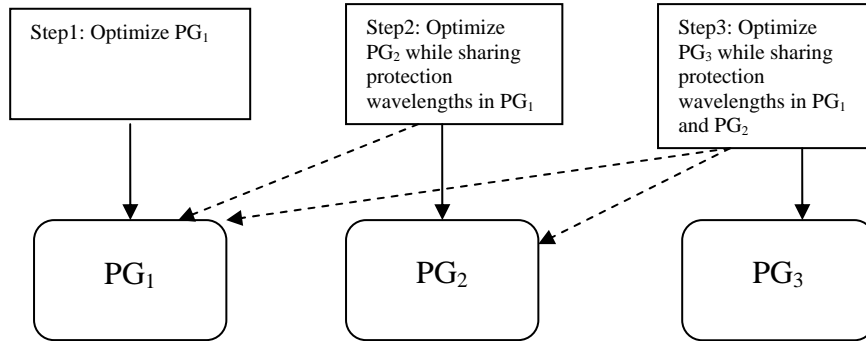 Step1: Optimize PG₁
Step2: Optimize
PG₂ while sharing
protection
wavelengths in PG₁
Step3: Optimize
PG₃ while sharing
protection
wavelengths in PG₁
and PG₂
PG₁
PG₂
PG₃